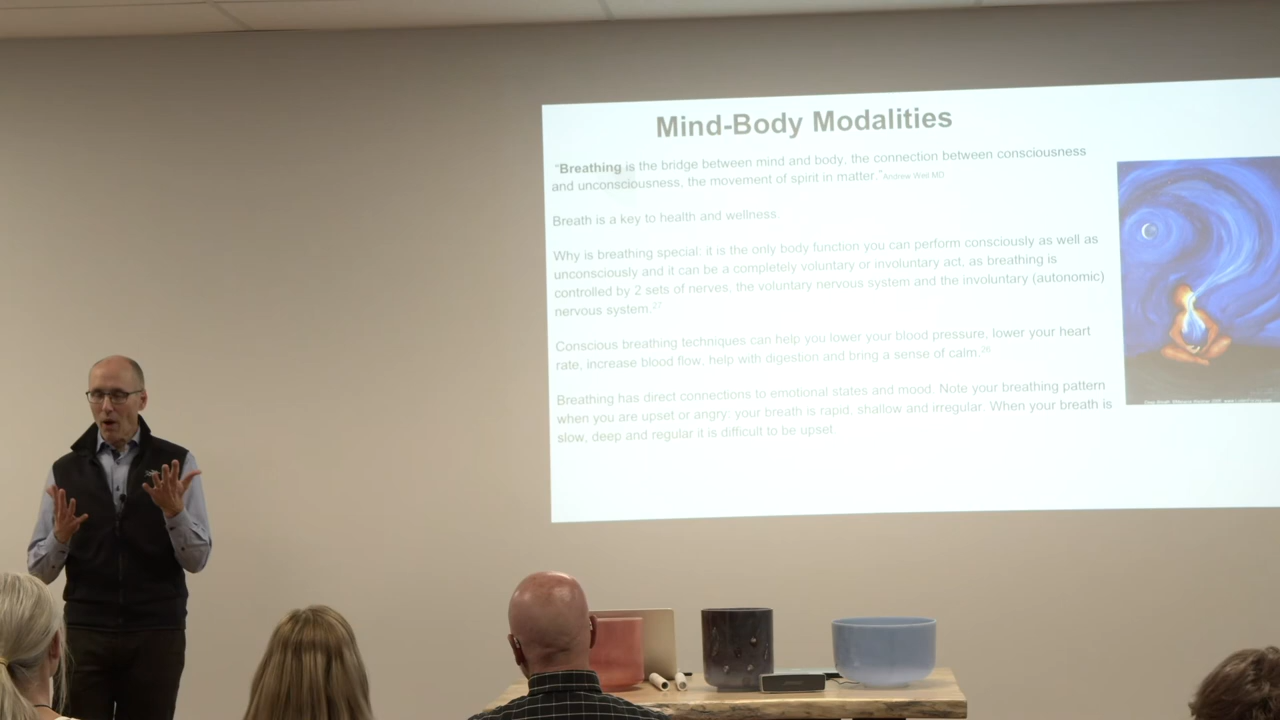 Mind-Body Modalities
"Breathing is the bridge between mind and body, the connection between consciousness
and unconsciousness, the movement of spirit in matter." Andrew Weil MD
Breath is a key to health and wellness.
Why is breathing special: it is the only body function you can perform consciously as well as
unconsciously and it can be a completely voluntary or involuntary act, as breathing is
controlled by 2 sets of nerves, the voluntary nervous system and the involuntary (autonomic)
nervous system.27
Conscious breathing techniques can help you lower your blood pressure, lower your heart
rate, increase blood flow, help with digestion and bring a sense of calm.26
Breathing has direct connections to emotional states and mood. Note your breathing pattern
when you are upset or angry: your breath is rapid, shallow and irregular. When your breath is
slow, deep and regular it is difficult to be upset.